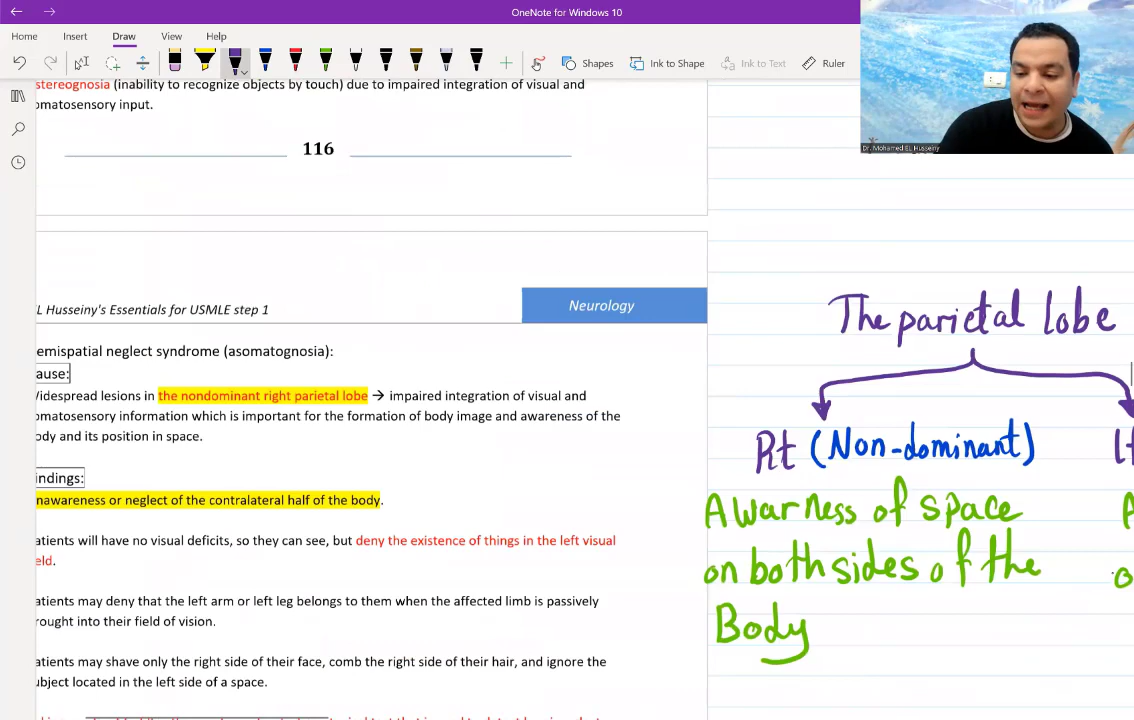 OneNote for Windows 10
Home Insert Draw View Help
Shapes Ink to Shape Ink to Text Ruler
Dr. Mohamed EL Husseiny
stereognosia (inability to recognize objects by touch) due to impaired integration of visual and
omatosensory input.
116
L Husseiny's Essentials for USMLE step 1
Neurology
emispatial neglect syndrome (asomatognosia):
ause:
Widespread lesions in the nondominant right parietal lobe → impaired integration of visual and
omatosensory information which is important for the formation of body image and awareness of the
ody and its position in space.
indings:
nawareness or neglect of the contralateral half of the body.
atients will have no visual deficits, so they can see, but deny the existence of things in the left visual
eld.
atients may deny that the left arm or left leg belongs to them when the affected limb is passively
rought into their field of vision.
atients may shave only the right side of their face, comb the right side of their hair, and ignore the
ubject located in the left side of a space.
The parietal lobe
Rt (Non-dominant)
Awarness of space
on both sides of the
Body